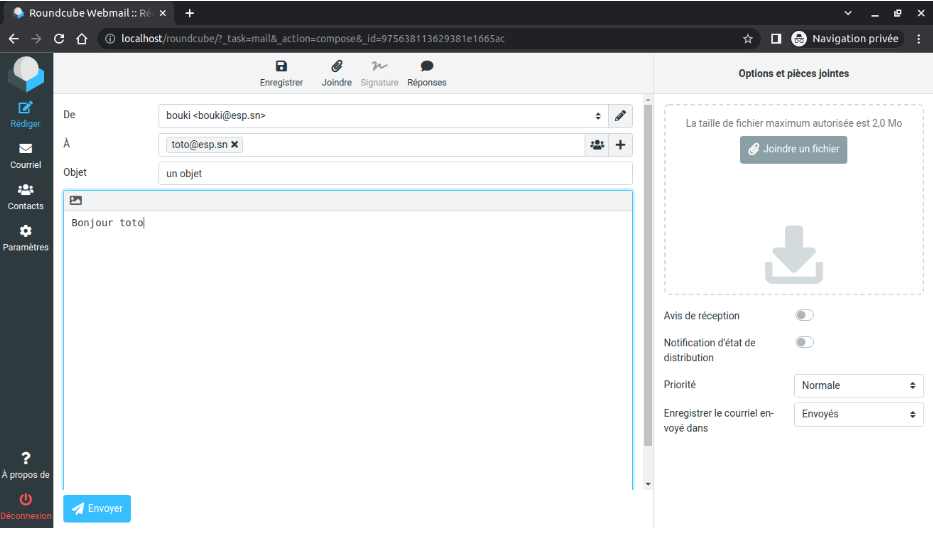 Roundcube Webmail :: Ré
localhost/roundcube/?_task=mail&_action=compose&_id=975638113629381e1665ac
Navigation privée
Rédiger
Courriel
Contacts
Paramètres
À propos de
Déconnexion
Enregistrer
Joindre
Signature
Réponses
De
bouki <bouki@esp.sn>
À
toto@esp.sn
Objet
un objet
Bonjour toto
Envoyer
Options et pièces jointes
La taille de fichier maximum autorisée est 2,0 Mo
Joindre un fichier
Avis de réception
Notification d'état de
distribution
Priorité
Normale
Enregistrer le courriel en-
voyé dans
Envoyés